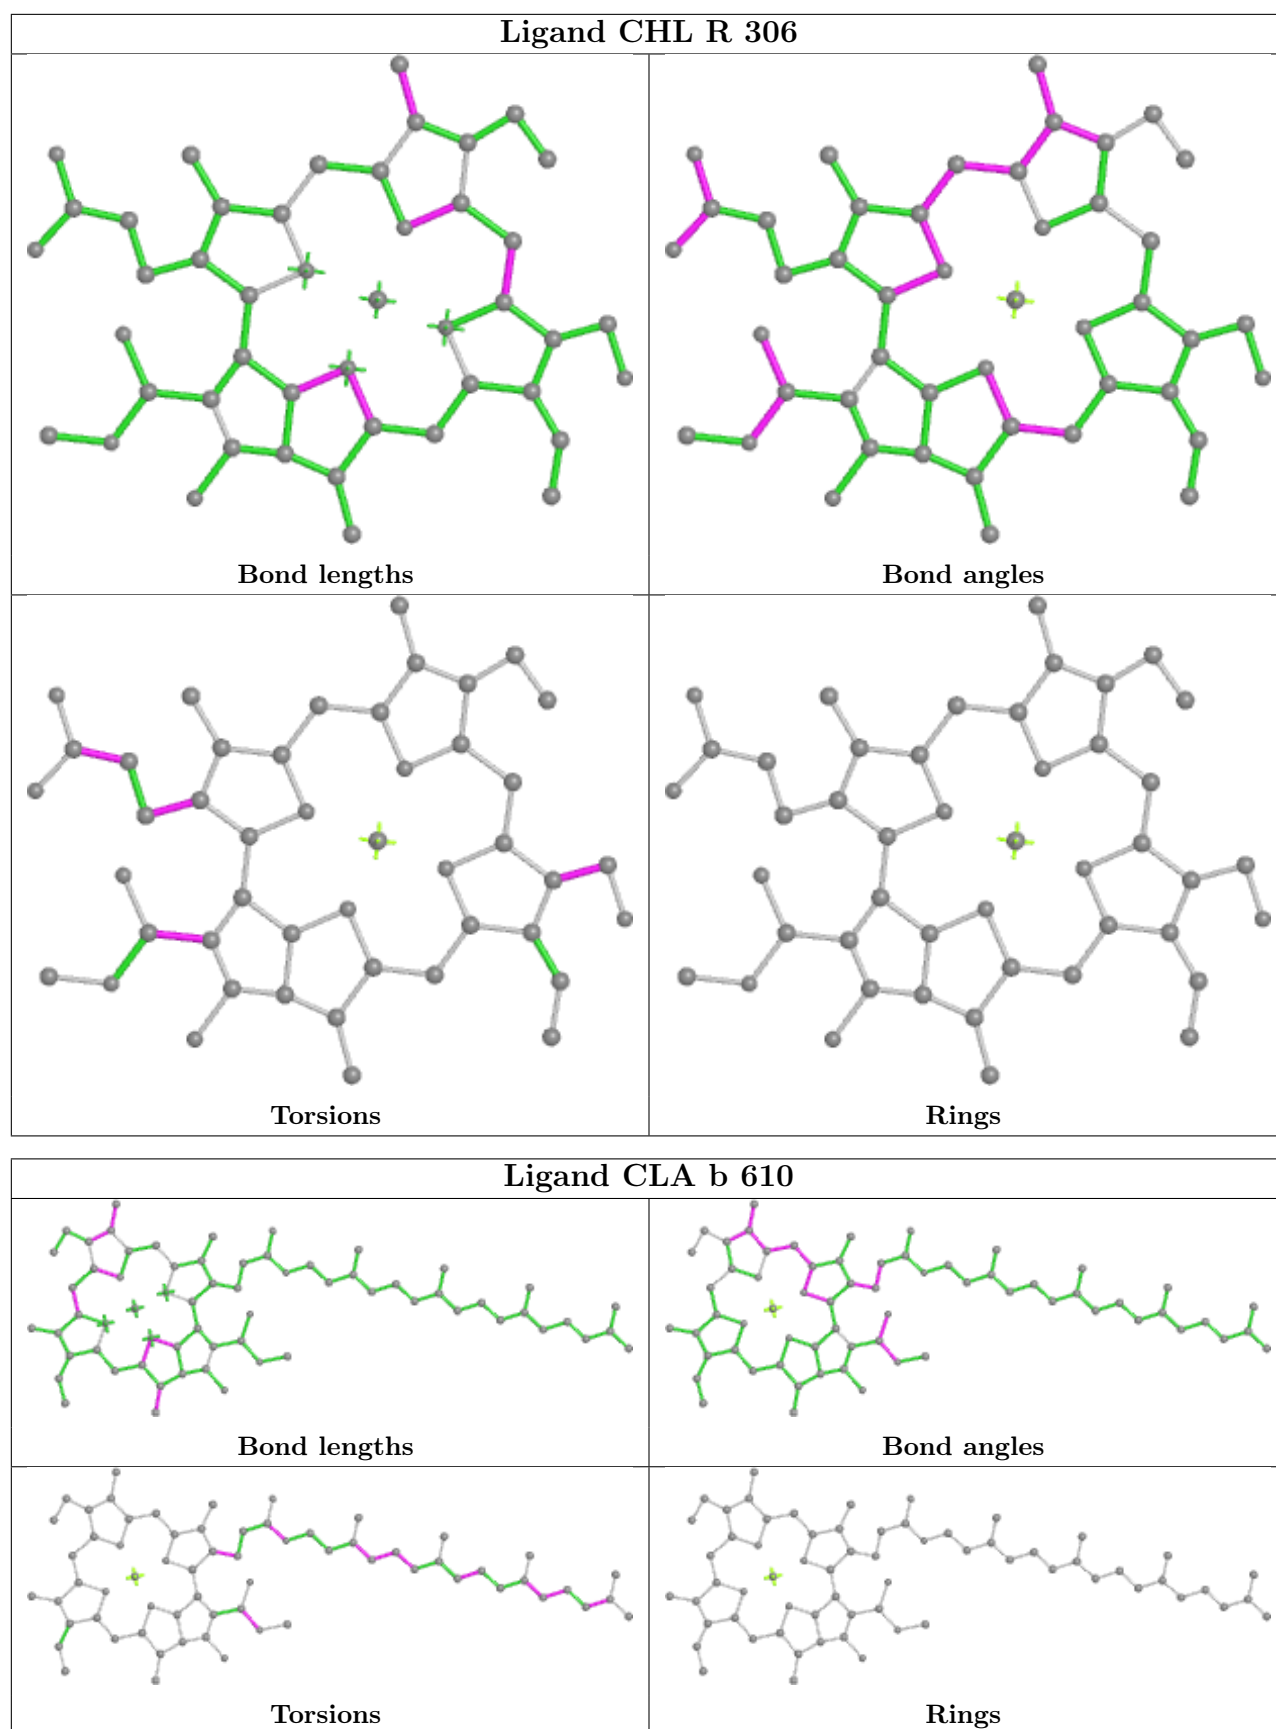 Ligand CHL R 306
Bond lengths
Bond angles
Torsions
Rings
Ligand CLA b 610
Bond lengths
Bond angles
Torsions
Rings